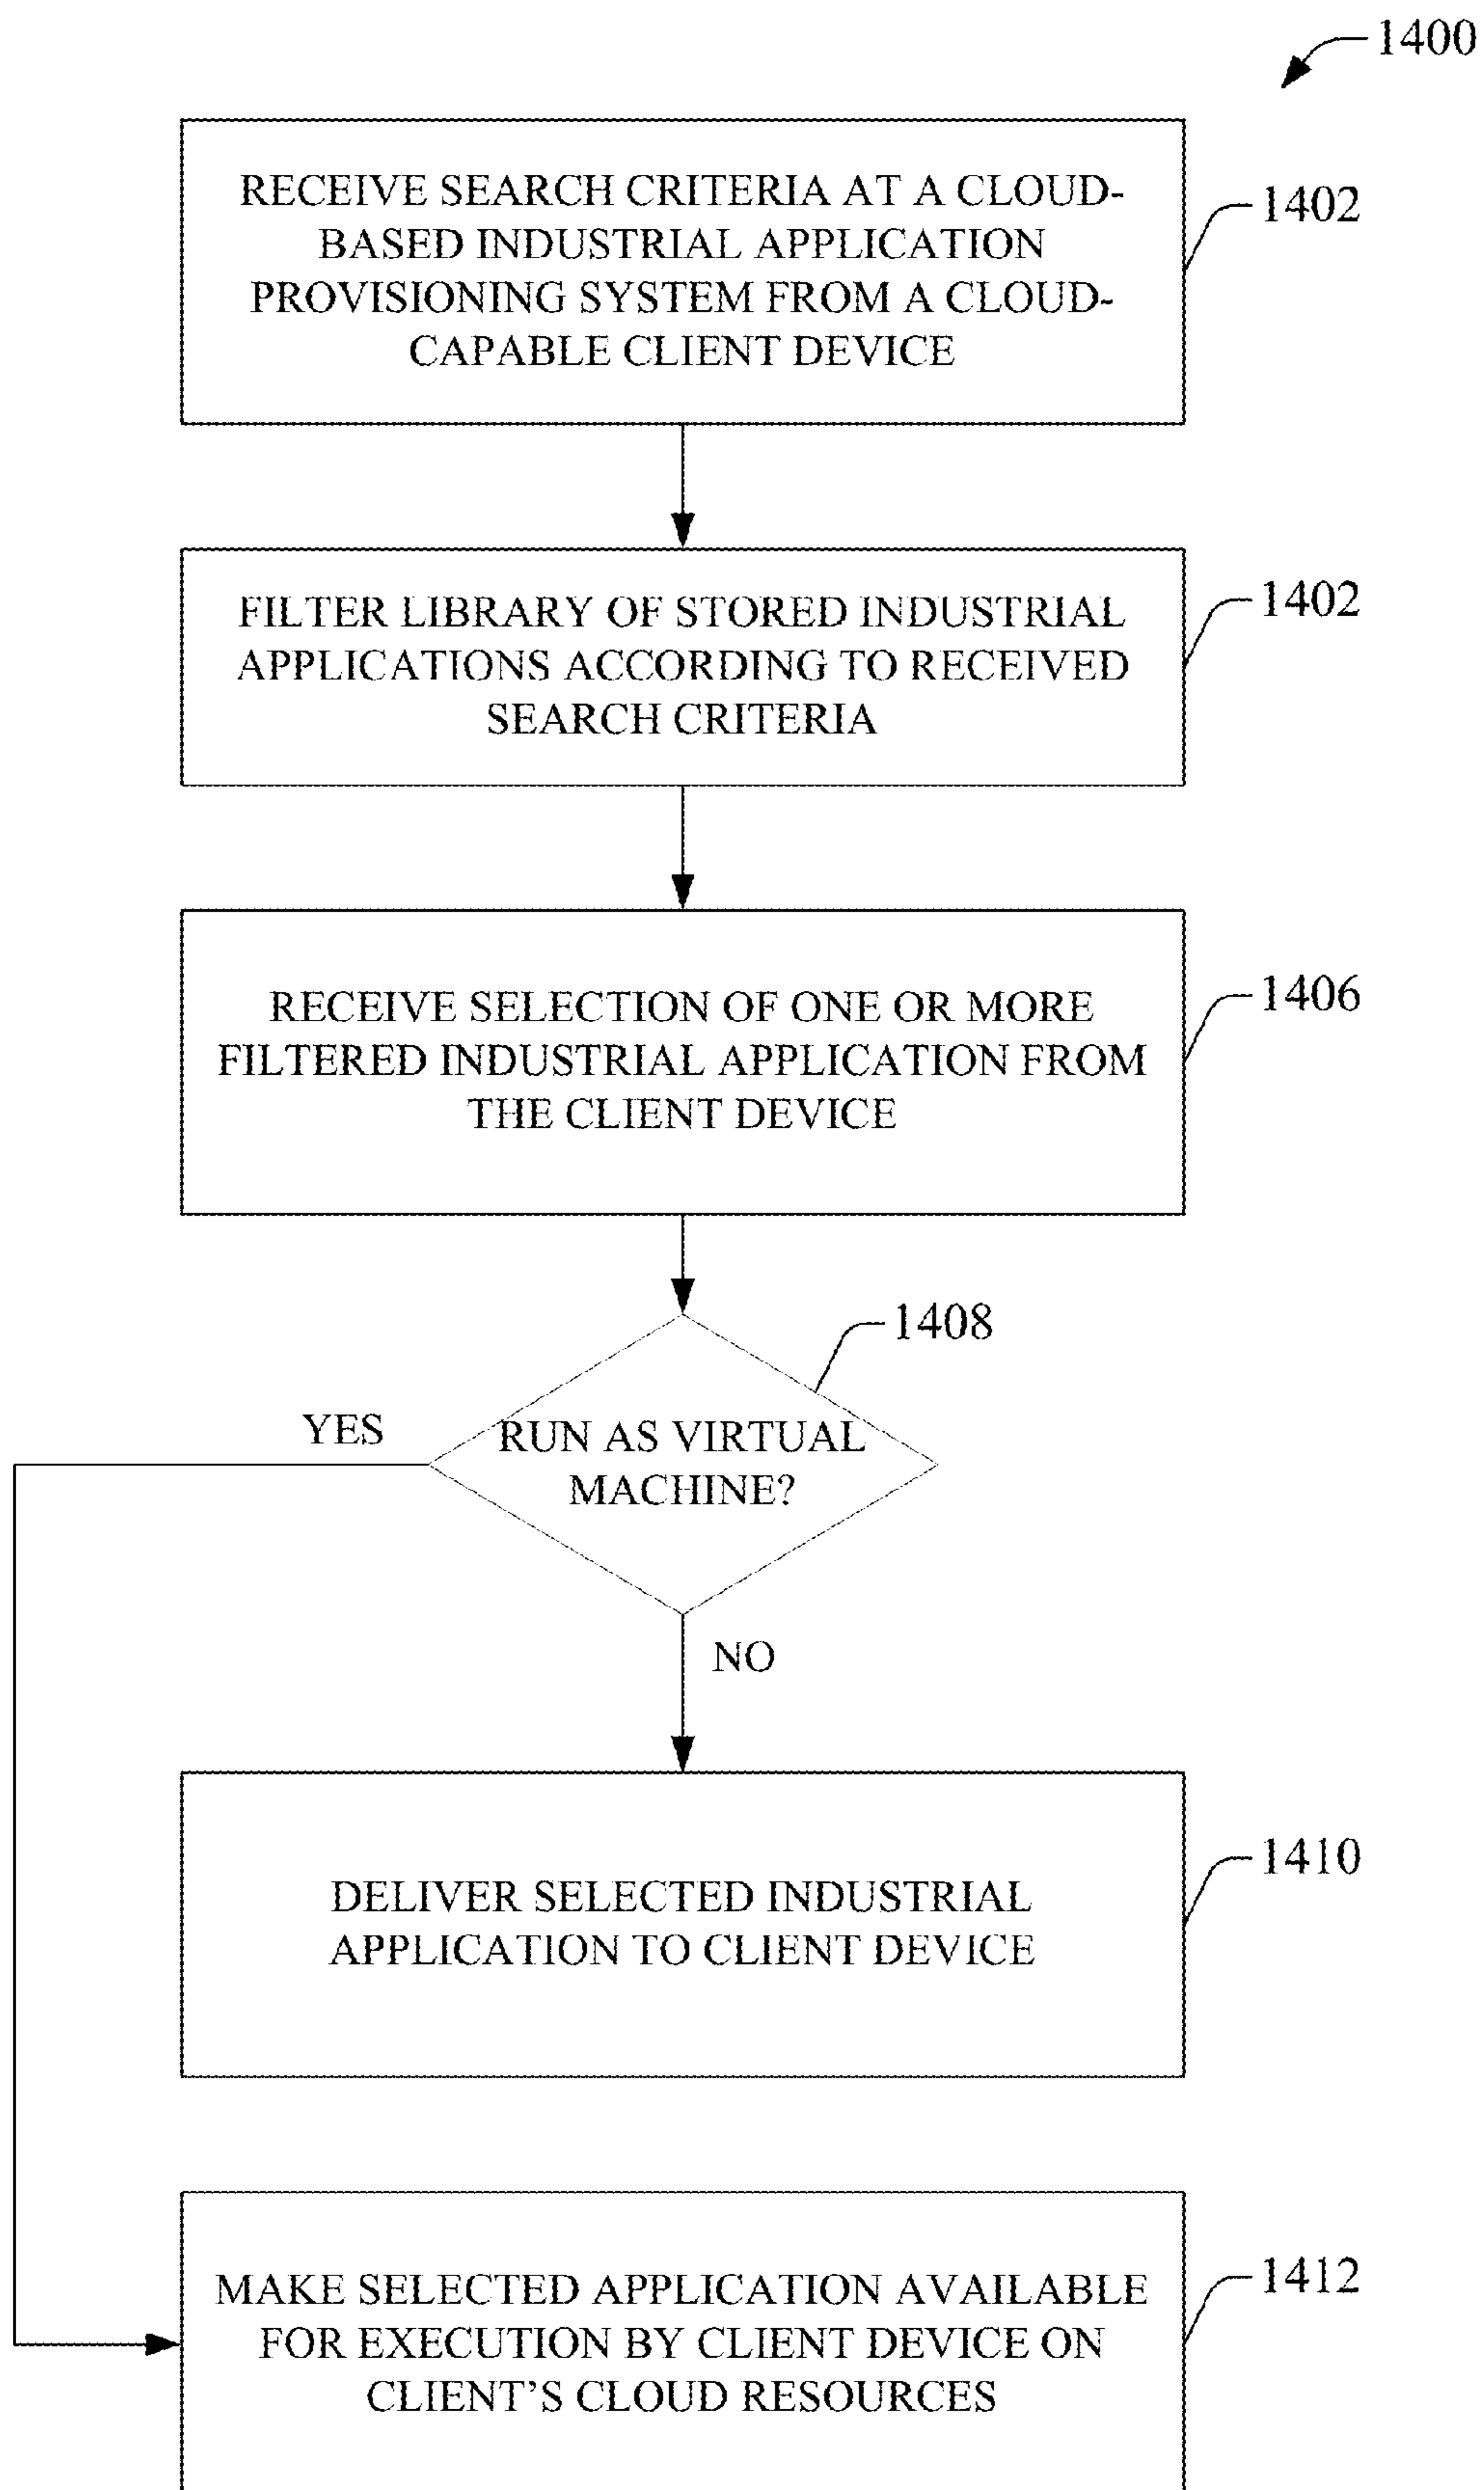 1400
RECEIVE SEARCH CRITERIA AT A CLOUD-
BASED INDUSTRIAL APPLICATION
PROVISIONING SYSTEM FROM A CLOUD-
CAPABLE CLIENT DEVICE
1402
FILTER LIBRARY OF STORED INDUSTRIAL
APPLICATIONS ACCORDING TO RECEIVED
SEARCH CRITERIA
1402
RECEIVE SELECTION OF ONE OR MORE
FILTERED INDUSTRIAL APPLICATION FROM
THE CLIENT DEVICE
1406
1408
YES
RUN AS VIRTUAL
MACHINE?
NO
DELIVER SELECTED INDUSTRIAL
APPLICATION TO CLIENT DEVICE
1410
MAKE SELECTED APPLICATION AVAILABLE
FOR EXECUTION BY CLIENT DEVICE ON
CLIENT'S CLOUD RESOURCES
1412